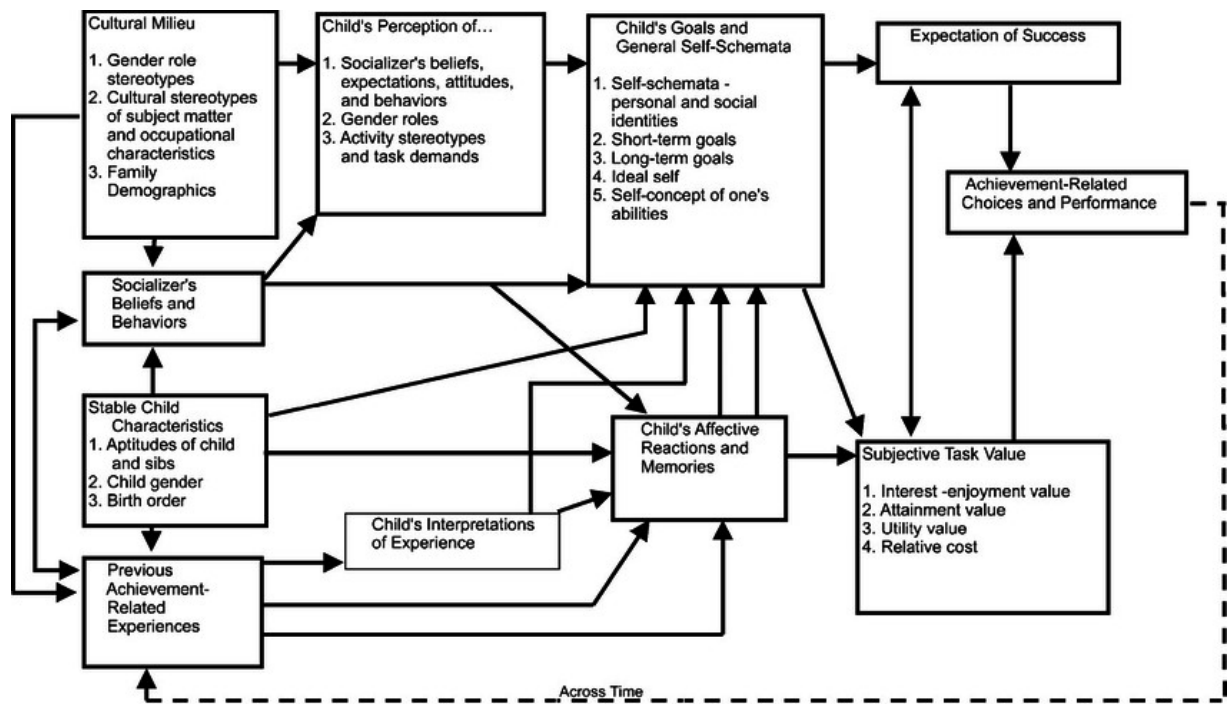 Cultural Milieu
1. Gender role
stereotypes
2. Cultural stereotypes
of subject matter
and occupational
characteristics
3. Family
Demographics
Child's Perception of...
1. Socializer's beliefs,
expectations, attitudes,
and behaviors
2. Gender roles
3. Activity stereotypes
and task demands
Child's Goals and
General Self-Schemata
1. Self-schemata -
personal and social
identities
2. Short-term goals
3. Long-term goals
4. Ideal self
5. Self-concept of one's
abilities
Expectation of Success
Achievement-Related
Choices and Performance
Socializer's
Beliefs and
Behaviors
Stable Child
Characteristics
1. Aptitudes of child
and sibs
2. Child gender
3. Birth order
Child's Affective
Reactions and
Memories
Subjective Task Value
1. Interest -enjoyment value
2. Attainment value
3. Utility value
4. Relative cost
Child's Interpretations
of Experience
Previous
Achievement-
Related
Experiences
Across Time